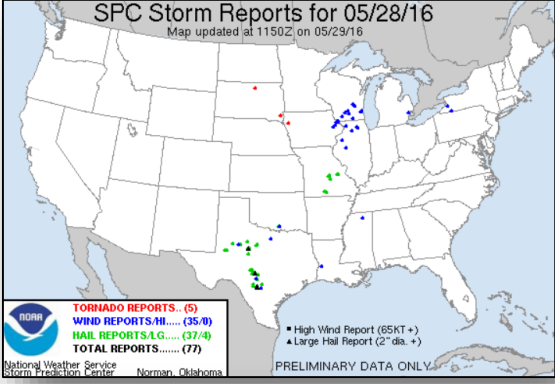 SPC Storm Reports for 05/28/16
Map updated at 1150Z on 05/29/16
NOAA
TORNADO REPORTS.. (5)
WIND REPORTS/HI..... (35/0)
HAIL REPORTS/LG..... (37/4)
TOTAL REPORTS....... (77)
National Weather Service
Storm Prediction Center Norman, Oklahoma
High Wind Report (65KT +)
Large Hail Report (2" dia. +)
PRELIMINARY DATA ONLY